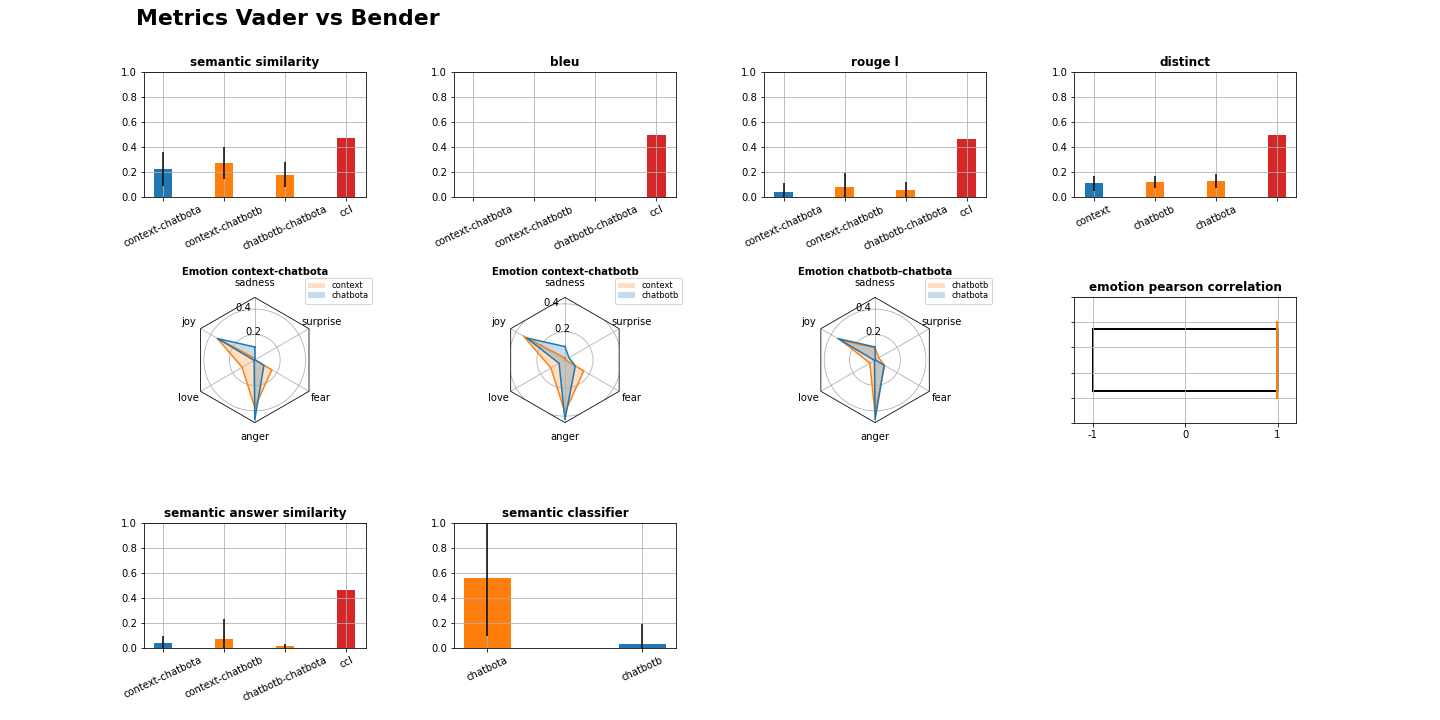 Metrics Vader vs Bender
semantic similarity
1.0
0.8
0.6
0.4
0.2
0.0
context-chatbota
context-chatbotb
chatbotb-chatbota
ccl
bleu
1.0
0.8
0.6
0.4
0.2
0.0
context-chatbota
context-chatbotb
chatbotb-chatbota
ccl
rouge l
1.0
0.8
0.6
0.4
0.2
0.0
context-chatbota
context-chatbotb
chatbotb-chatbota
ccl
distinct
1.0
0.8
0.6
0.4
0.2
0.0
context
chatbotb
chatbota
Emotion context-chatbota
sadness
context
chatbota
0.4
0.2
joy
surprise
love
fear
anger
Emotion context-chatbotb
sadness
context
chatbotb
0.4
0.2
joy
surprise
love
fear
anger
Emotion chatbotb-chatbota
sadness
chatbotb
chatbota
0.4
0.2
joy
surprise
love
fear
anger
emotion pearson correlation
-1
0
1
semantic answer similarity
1.0
0.8
0.6
0.4
0.2
0.0
context-chatbota
context-chatbotb
chatbotb-chatbota
ccl
semantic classifier
1.0
0.8
0.6
0.4
0.2
0.0
chatbota
chatbotb